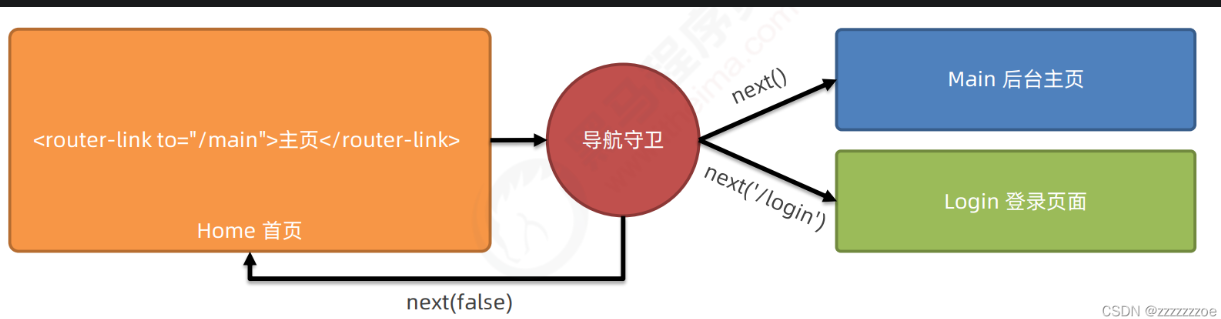 <router-link to="/main">主页</router-link>
Home 首页
导航守卫
next()
next('/login')
next(false)
Main 后台主页
Login 登录页面
CSDN @zzzzzzzoe